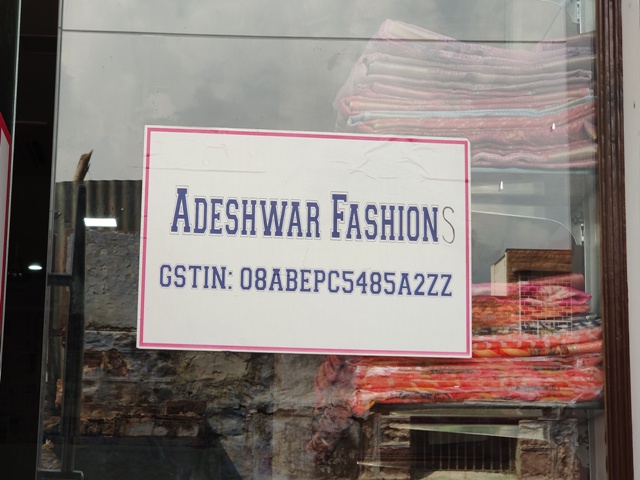 ADESHWAR FASHIONS
GSTIN: 08ABEPC5485A2ZZ